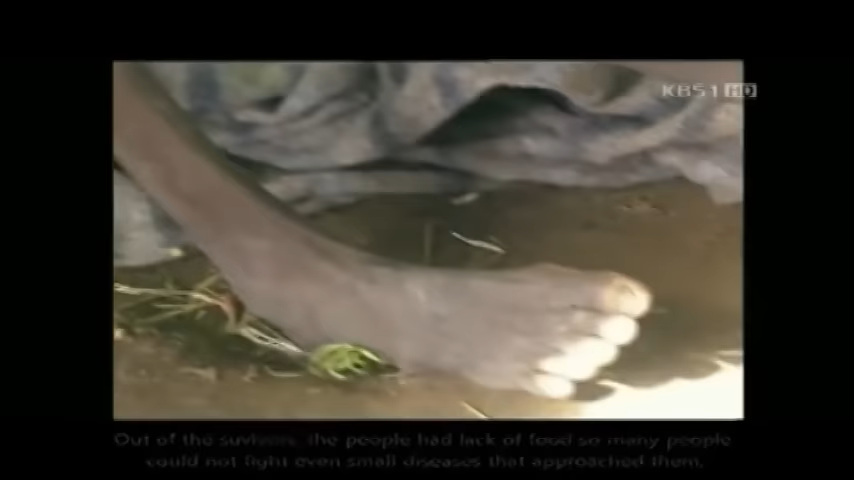 KBS1 HD
Out of the suvivors, the people had lack of food so many people
could not fight even small diseases that approached them,